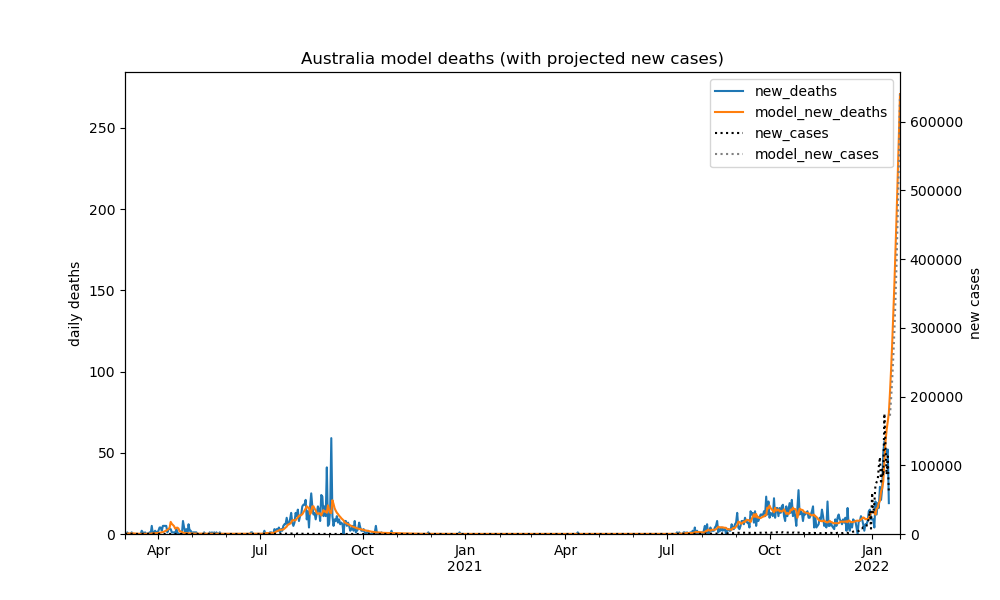 Australia model deaths (with projected new cases)
new_deaths
model_new_deaths
new_cases
model_new_cases
daily deaths
250
200
150
100
50
0
600000
500000
400000
300000
200000
100000
0
new cases
Apr
Jul
Oct
Jan
2021
Apr
Jul
Oct
Jan
2022